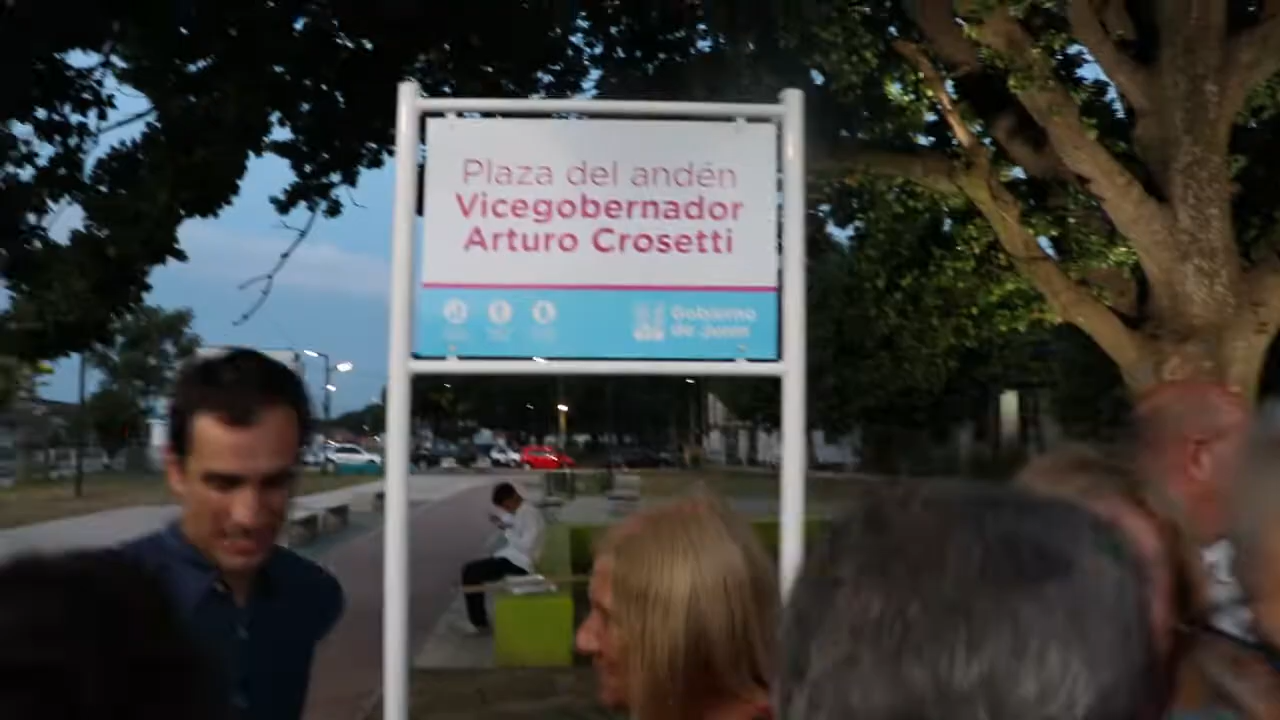 Plaza del andén
Vicegobernador
Arturo Crosetti
Gobierno
de Junín